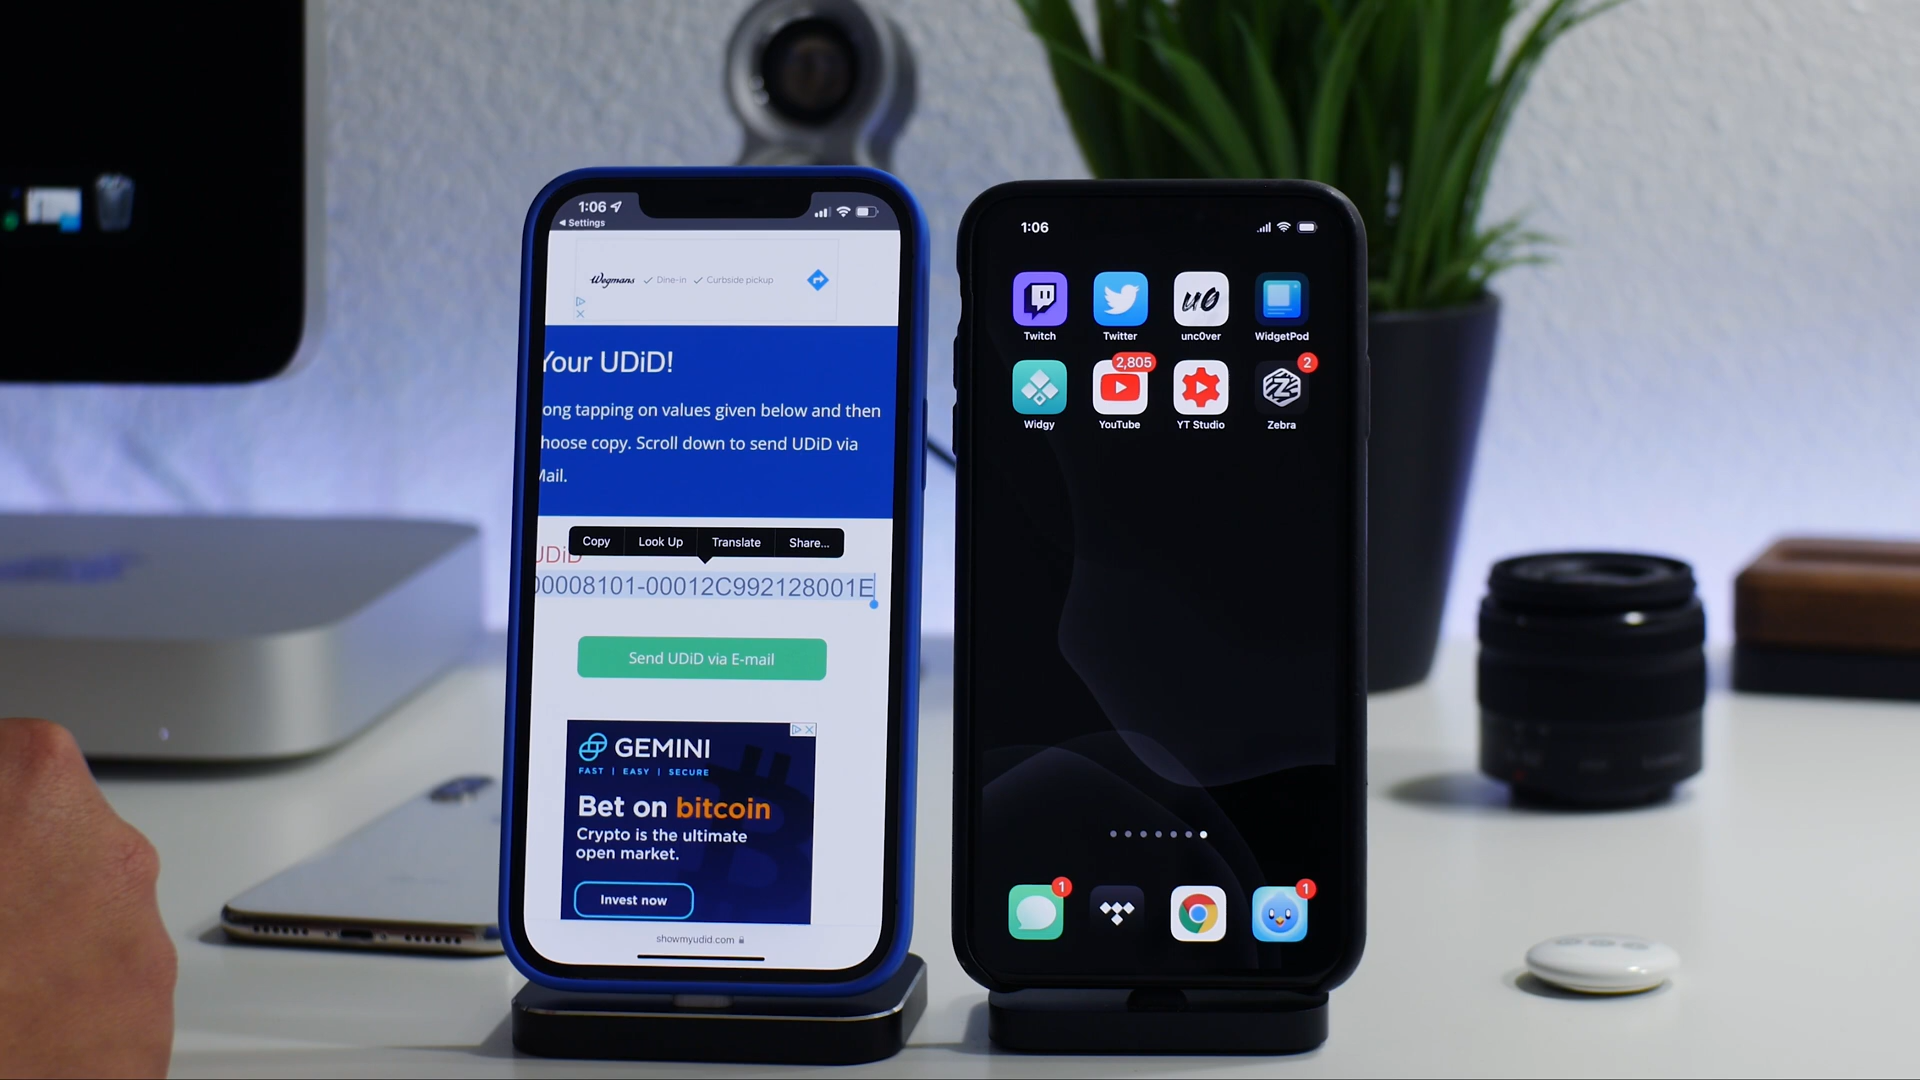 1:06
Settings
Wegmans Dine-in Curbside pickup
Your UDiD!
ong tapping on values given below and then
hoose copy. Scroll down to send UDiD via
Mail.
Copy Look Up Translate Share...
UDiD
00008101-00012C992128001E
Send UDiD via E-mail
GEMINI
FAST | EASY | SECURE
Bet on bitcoin
Crypto is the ultimate
open market.
Invest now
showmyudid.com
1:06
u0
Twitch Twitter unc0ver WidgetPod
2,805 2
Z
Widgy YouTube YT Studio Zebra
1 1